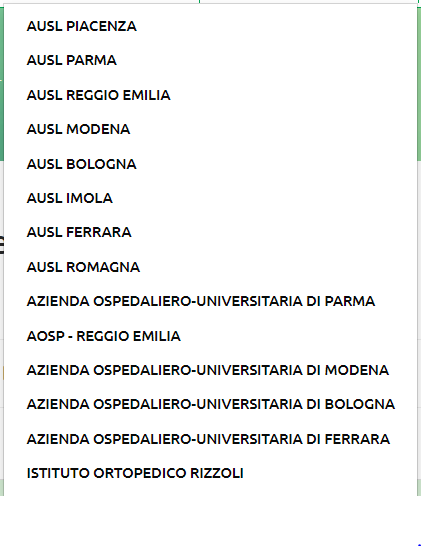 AUSL PIACENZA
AUSL PARMA
AUSL REGGIO EMILIA
AUSL MODENA
AUSL BOLOGNA
AUSL IMOLA
AUSL FERRARA
AUSL ROMAGNA
AZIENDA OSPEDALIERO-UNIVERSITARIA DI PARMA
AOSP - REGGIO EMILIA
AZIENDA OSPEDALIERO-UNIVERSITARIA DI MODENA
AZIENDA OSPEDALIERO-UNIVERSITARIA DI BOLOGNA
AZIENDA OSPEDALIERO-UNIVERSITARIA DI FERRARA
ISTITUTO ORTOPEDICO RIZZOLI